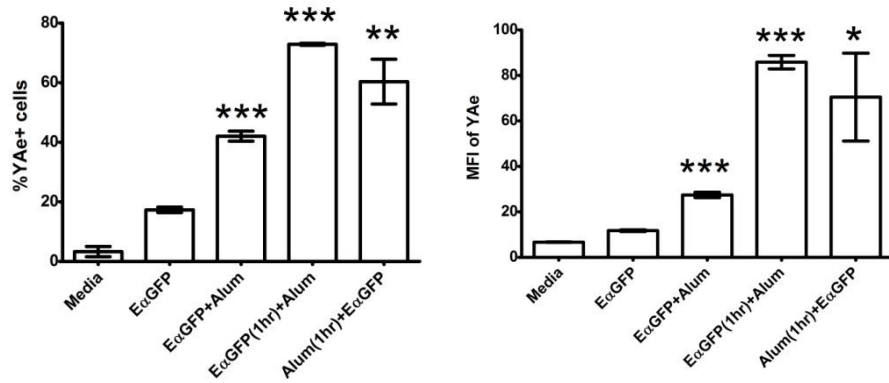 %YAe+ cells
80
60
40
20
0
***
***
**
Media
EαGFP
EαGFP+Alum
EαGFP(1hr)+Alum
Alum(1hr)+EαGFP
MFI of YAe
100
80
60
40
20
0
***
***
*
Media
EαGFP
EαGFP+Alum
EαGFP(1hr)+Alum
Alum(1hr)+EαGFP